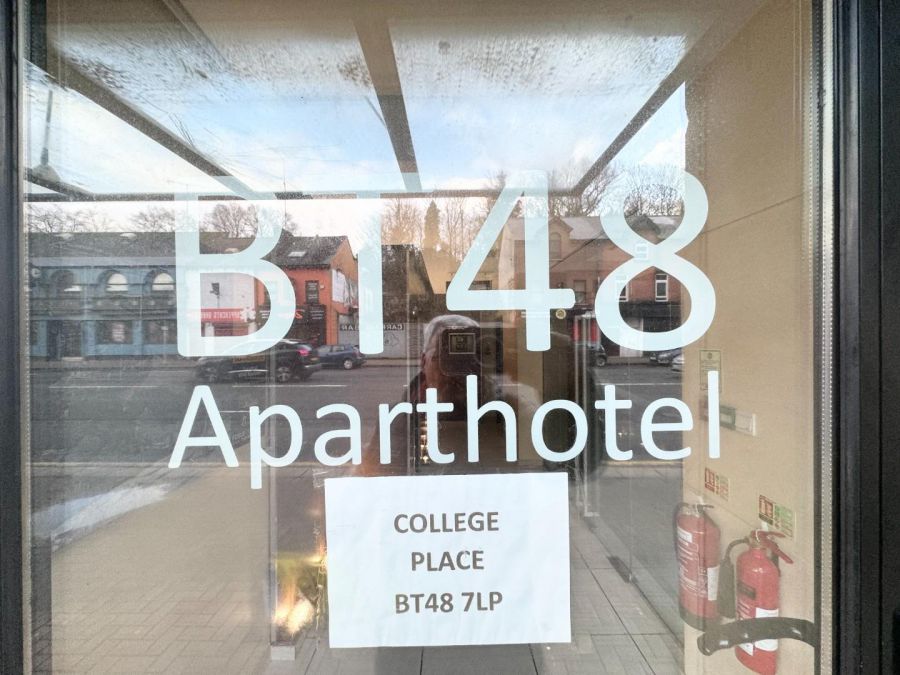 BT48
Aparthotel
COLLEGE
PLACE
BT48 7LP